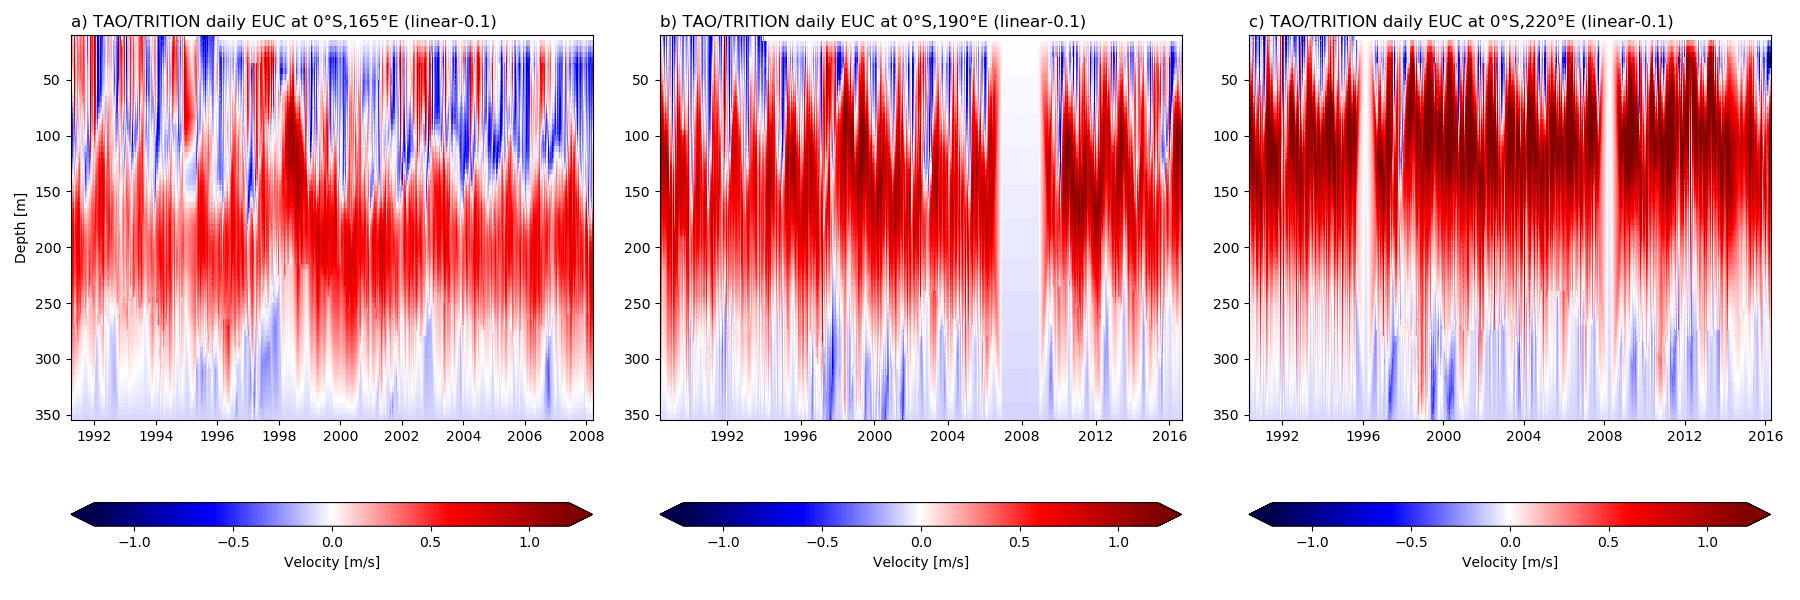 a) TAO/TRITION daily EUC at 0°S,165°E (linear-0.1)
b) TAO/TRITION daily EUC at 0°S,190°E (linear-0.1)
c) TAO/TRITION daily EUC at 0°S,220°E (linear-0.1)
Depth [m]
50
100
150
200
250
300
350
1992 1994 1996 1998 2000 2002 2004 2006 2008
50
100
150
200
250
300
350
1992 1996 2000 2004 2008 2012 2016
50
100
150
200
250
300
350
1992 1996 2000 2004 2008 2012 2016
−1.0 −0.5 0.0 0.5 1.0
Velocity [m/s]
−1.0 −0.5 0.0 0.5 1.0
Velocity [m/s]
−1.0 −0.5 0.0 0.5 1.0
Velocity [m/s]